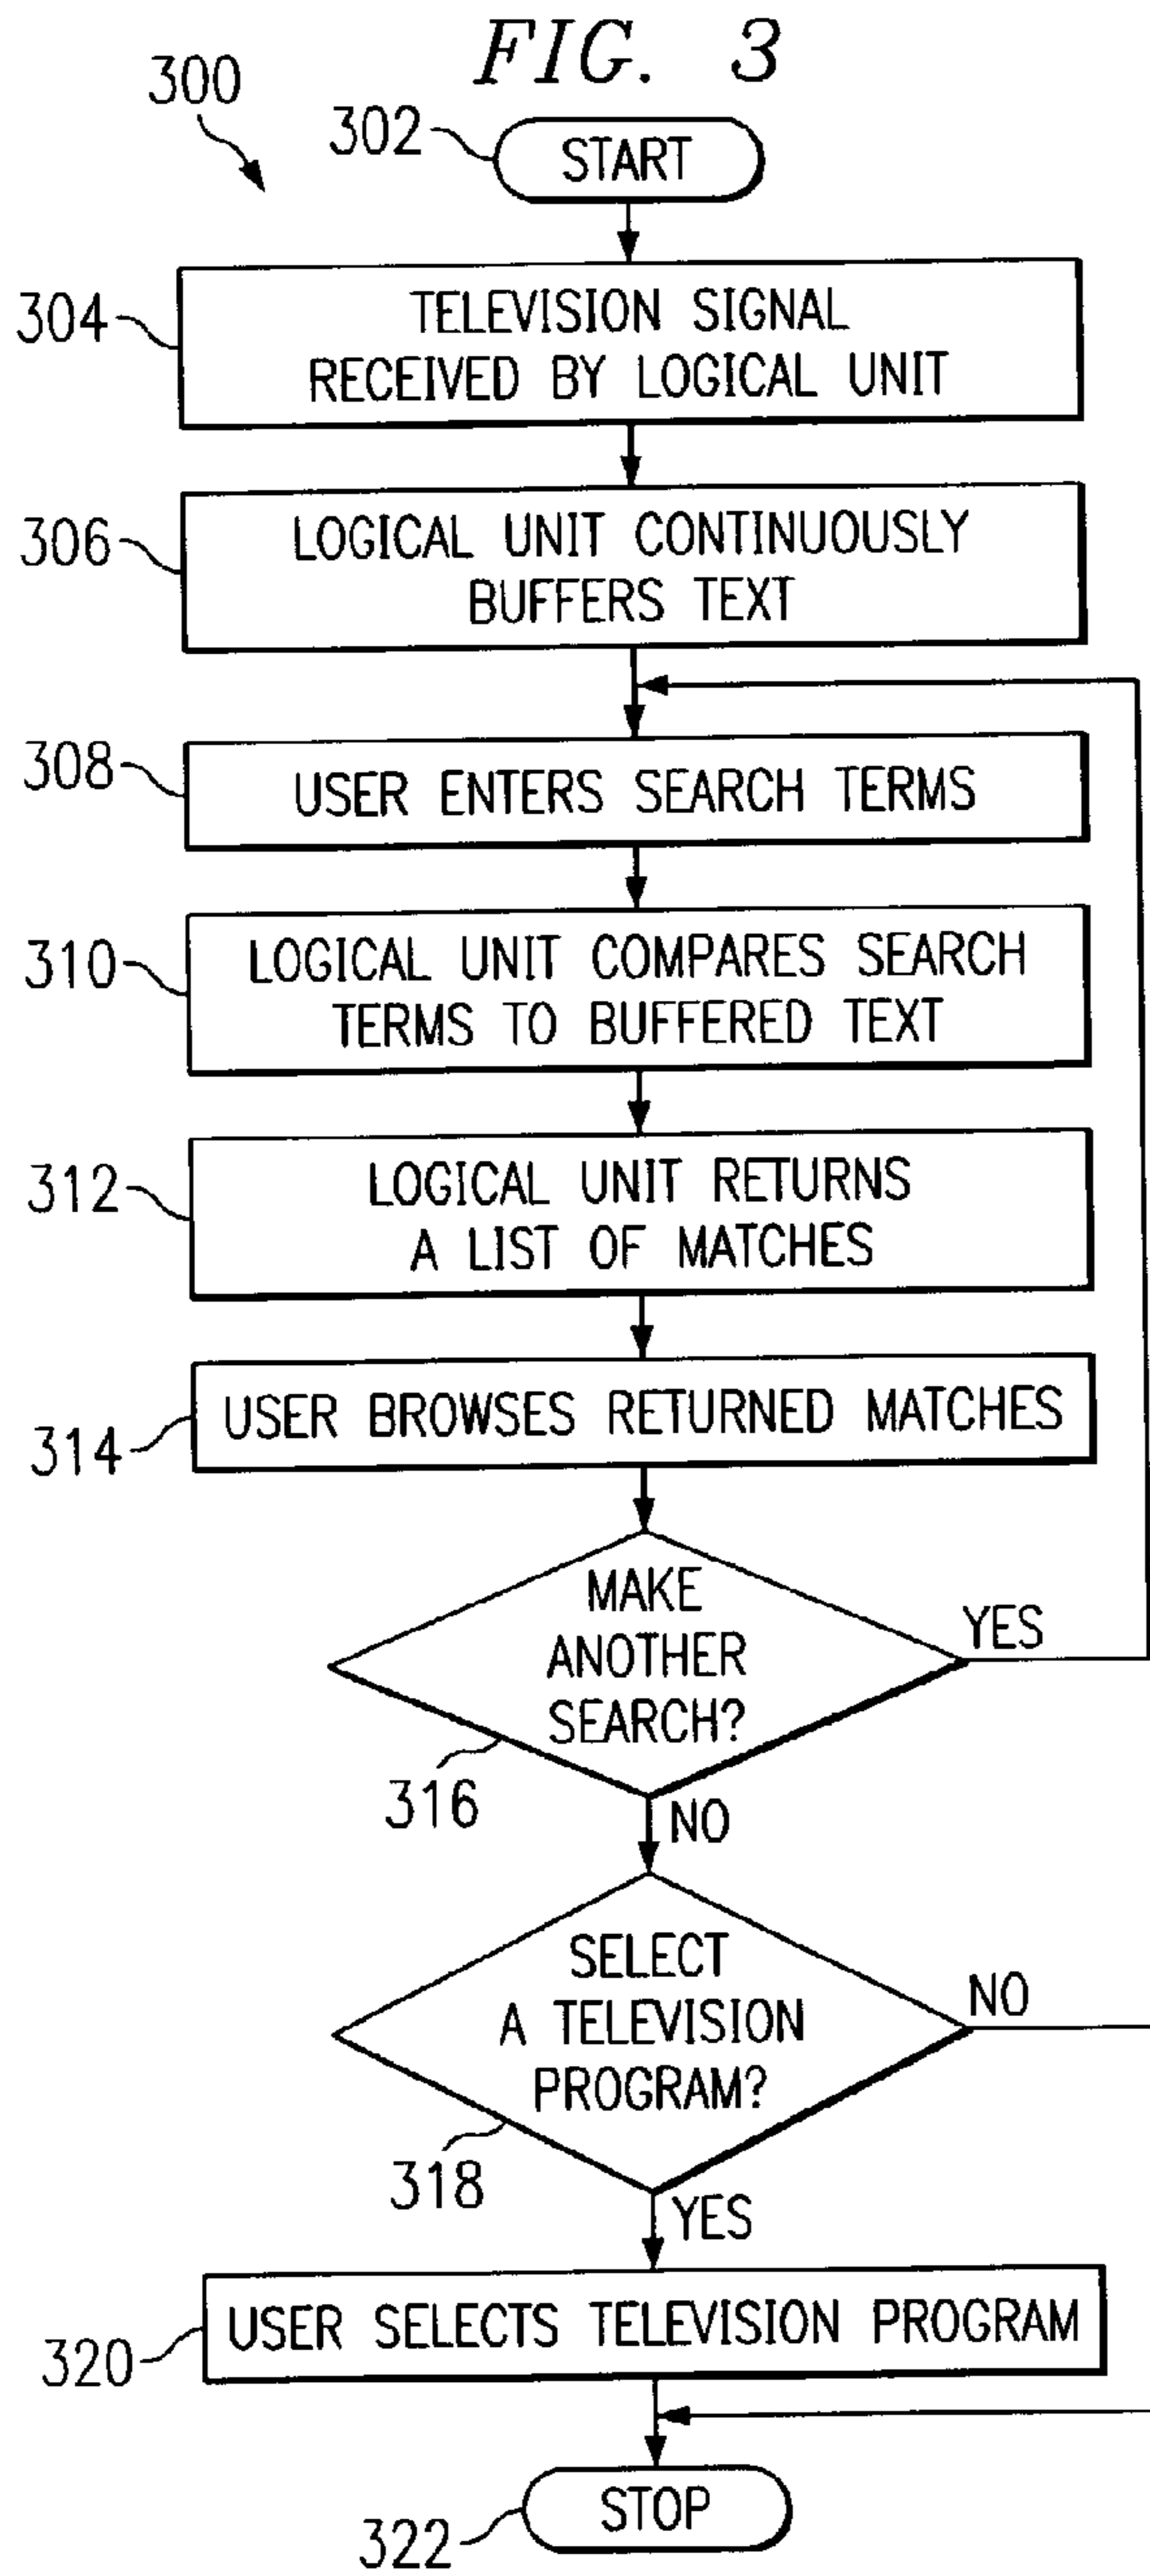 FIG. 3
300
302
START
304
TELEVISION SIGNAL
RECEIVED BY LOGICAL UNIT
306
LOGICAL UNIT CONTINUOUSLY
BUFFERS TEXT
308
USER ENTERS SEARCH TERMS
310
LOGICAL UNIT COMPARES SEARCH
TERMS TO BUFFERED TEXT
312
LOGICAL UNIT RETURNS
A LIST OF MATCHES
314
USER BROWSES RETURNED MATCHES
MAKE
ANOTHER
SEARCH?
YES
316
NO
SELECT
A TELEVISION
PROGRAM?
NO
318
YES
320
USER SELECTS TELEVISION PROGRAM
STOP
322